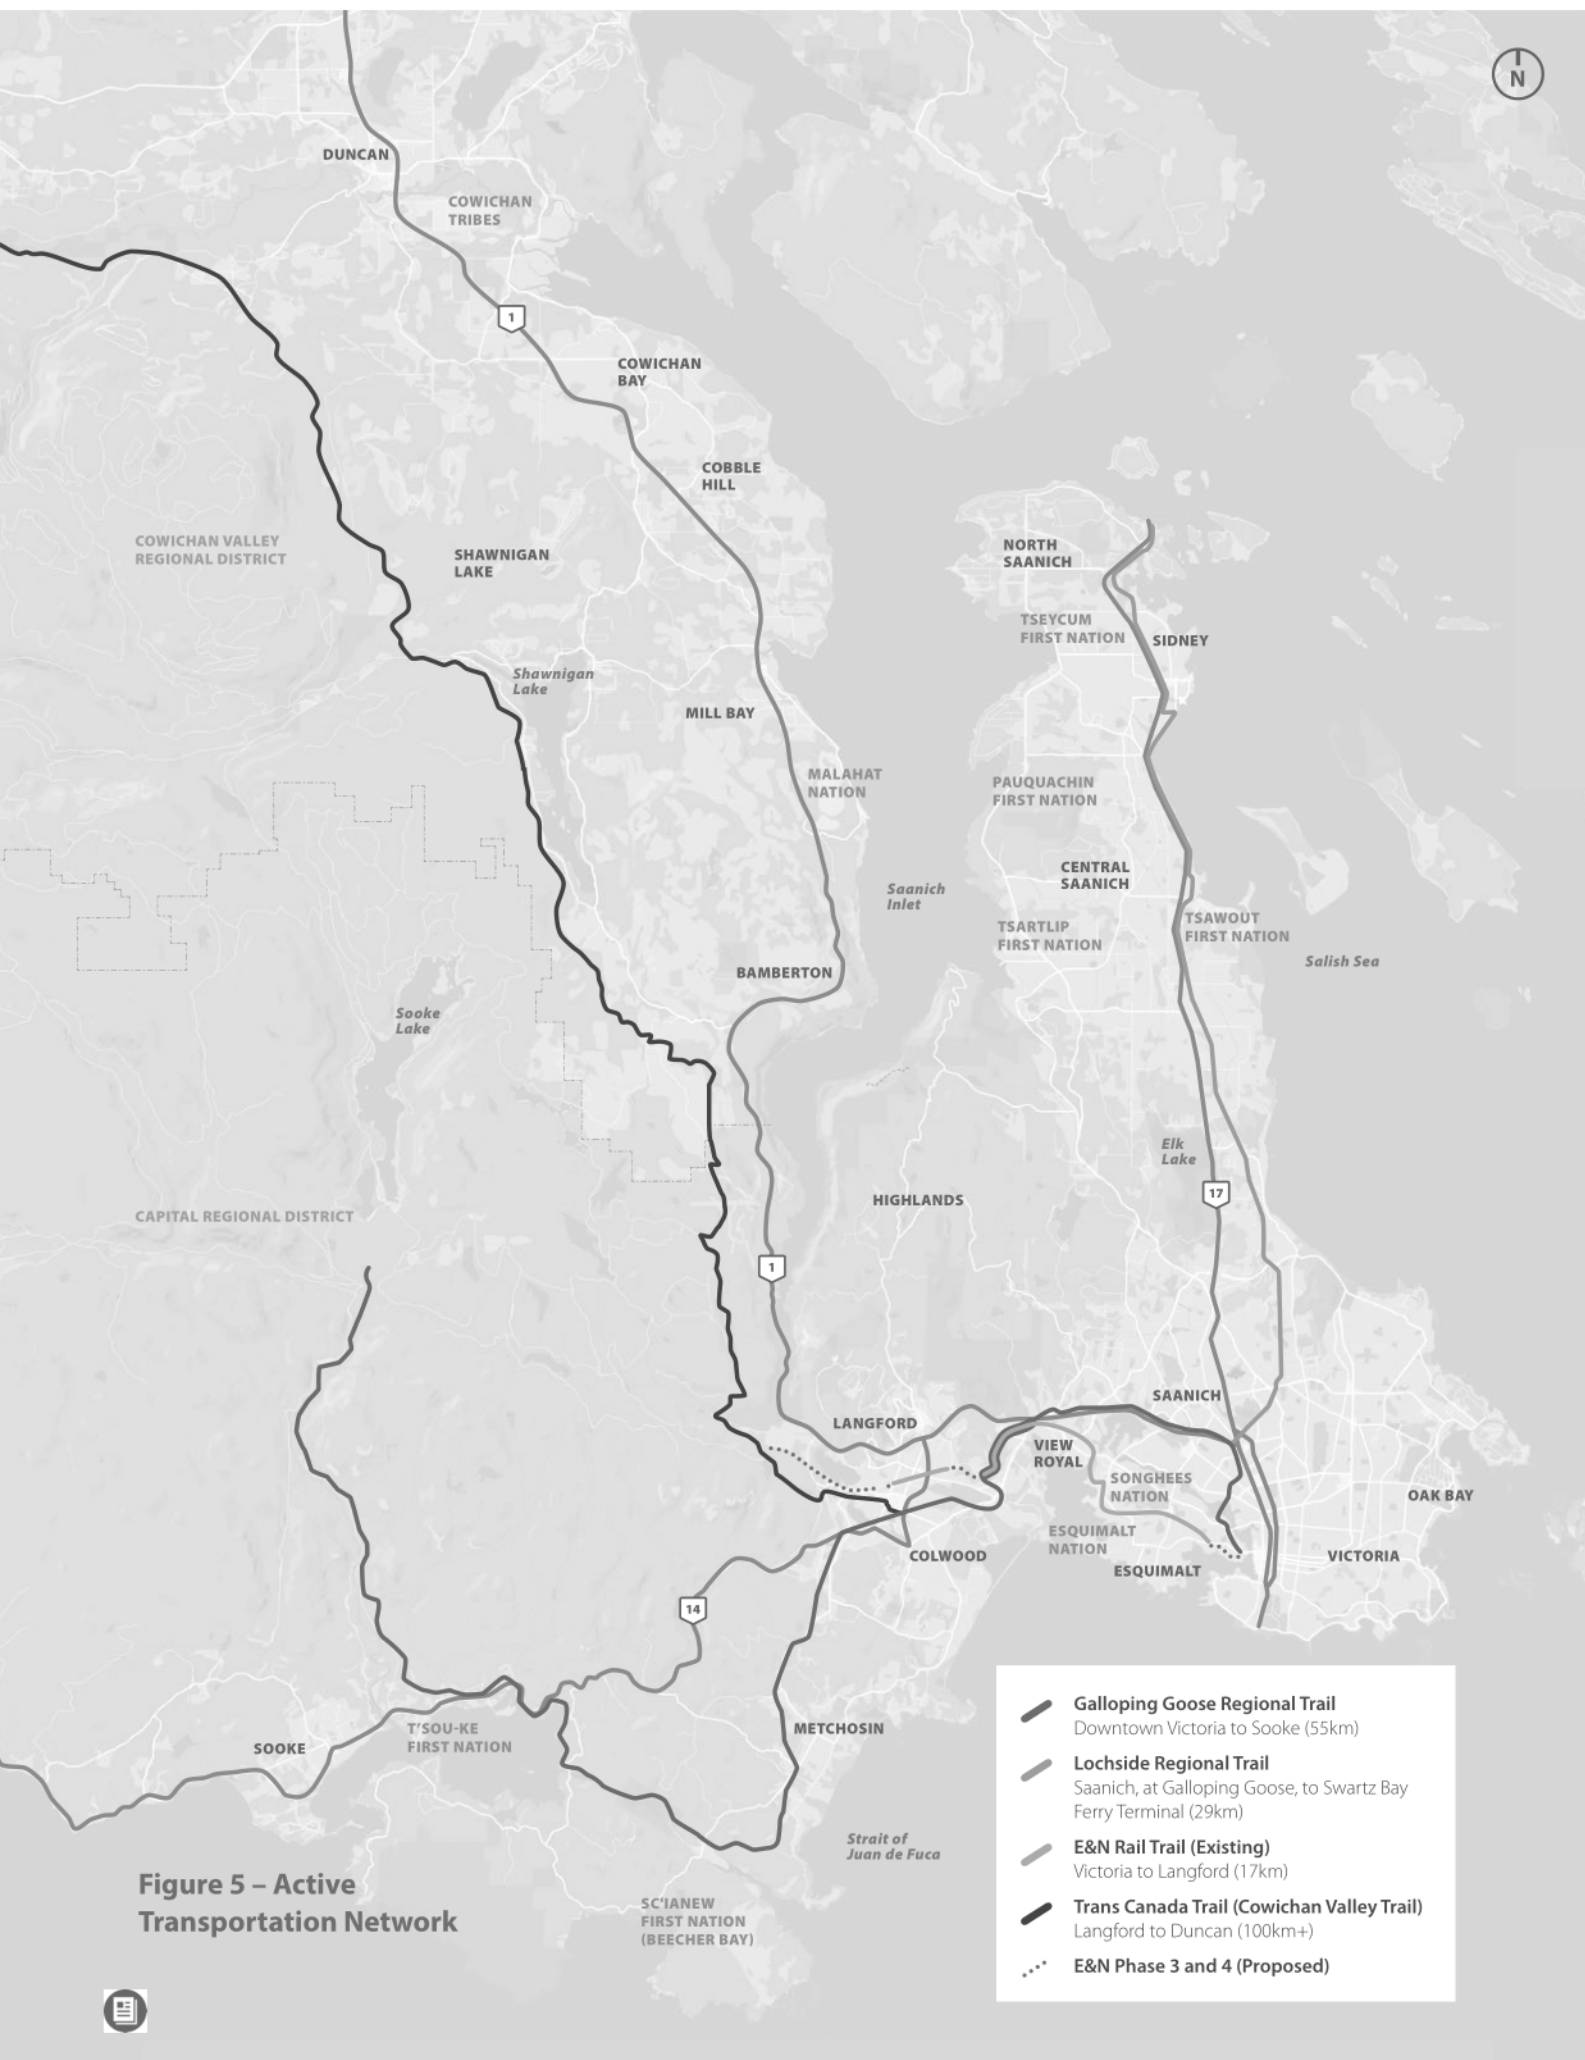 N
DUNCAN
COWICHAN
TRIBES
1
COWICHAN
BAY
COBBLE
HILL
COWICHAN VALLEY
REGIONAL DISTRICT
SHAWNIGAN
LAKE
NORTH
SAANICH
TSEYCUM
FIRST NATION
SIDNEY
Shawnigan
Lake
MILL BAY
MALAHAT
NATION
PAUQUACHIN
FIRST NATION
CENTRAL
SAANICH
Saanich
Inlet
TSARTLIP
FIRST NATION
TSAWOUT
FIRST NATION
Salish Sea
BAMBERTON
Sooke
Lake
Elk
Lake
17
HIGHLANDS
CAPITAL REGIONAL DISTRICT
1
SAANICH
LANGFORD
VIEW
ROYAL
SONGHEES
NATION
OAK BAY
ESQUIMALT
NATION
COLWOOD
ESQUIMALT
VICTORIA
14
METCHOSIN
T'SOU-KE
FIRST NATION
SOOKE
Strait of
Juan de Fuca
SC'IANEW
FIRST NATION
(BEECHER BAY)
Galloping Goose Regional Trail
Downtown Victoria to Sooke (55km)
Lochside Regional Trail
Saanich, at Galloping Goose, to Swartz Bay
Ferry Terminal (29km)
E&N Rail Trail (Existing)
Victoria to Langford (17km)
Trans Canada Trail (Cowichan Valley Trail)
Langford to Duncan (100km+)
E&N Phase 3 and 4 (Proposed)
Figure 5 – Active
Transportation Network